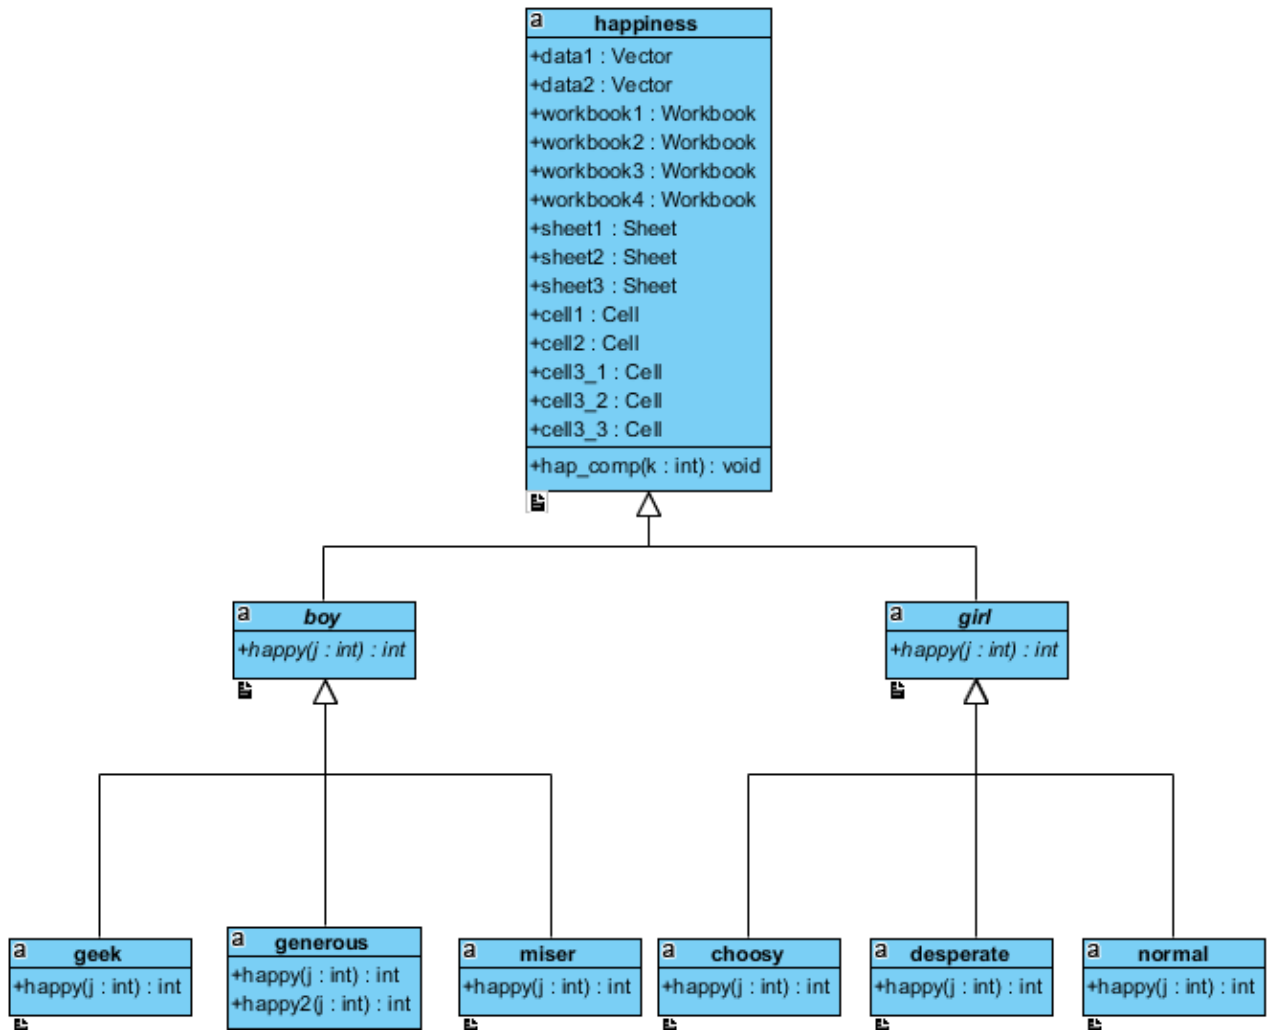 a happiness
+data1 : Vector
+data2 : Vector
+workbook1 : Workbook
+workbook2 : Workbook
+workbook3 : Workbook
+workbook4 : Workbook
+sheet1 : Sheet
+sheet2 : Sheet
+sheet3 : Sheet
+cell1 : Cell
+cell2 : Cell
+cell3_1 : Cell
+cell3_2 : Cell
+cell3_3 : Cell
+hap_comp(k : int) : void
a boy
+happy(j : int) : int
a girl
+happy(j : int) : int
a geek
+happy(j : int) : int
a generous
+happy(j : int) : int
+happy2(j : int) : int
a miser
+happy(j : int) : int
a choosy
+happy(j : int) : int
a desperate
+happy(j : int) : int
a normal
+happy(j : int) : int